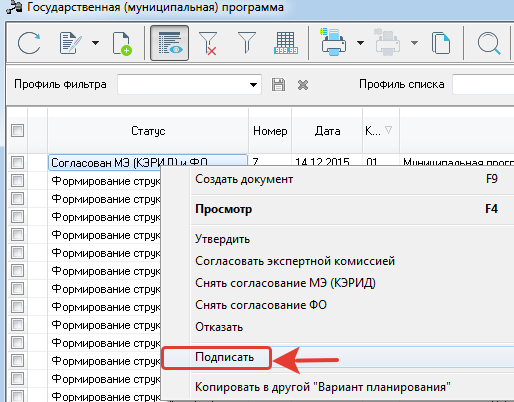 Государственная (муниципальная) программа
Профиль фильтра
Профиль списка
Статус Номер Дата К...
Согласован МЭ (КЭРИД) и ФО 7 14.12.2015 01 Муниципальная прог
Формирование струк
Создать документ F9
Формирование струк
Просмотр F4
Формирование струк
Формирование струк
Утвердить
Формирование струк
Согласовать экспертной комиссией
Формирование струк
Снять согласование МЭ (КЭРИД)
Формирование струк
Снять согласование ФО
Формирование струк
Отказать
Формирование струк
Формирование струк
Подписать
Формирование струк
Формирование струк
Копировать в другой "Вариант планирования"